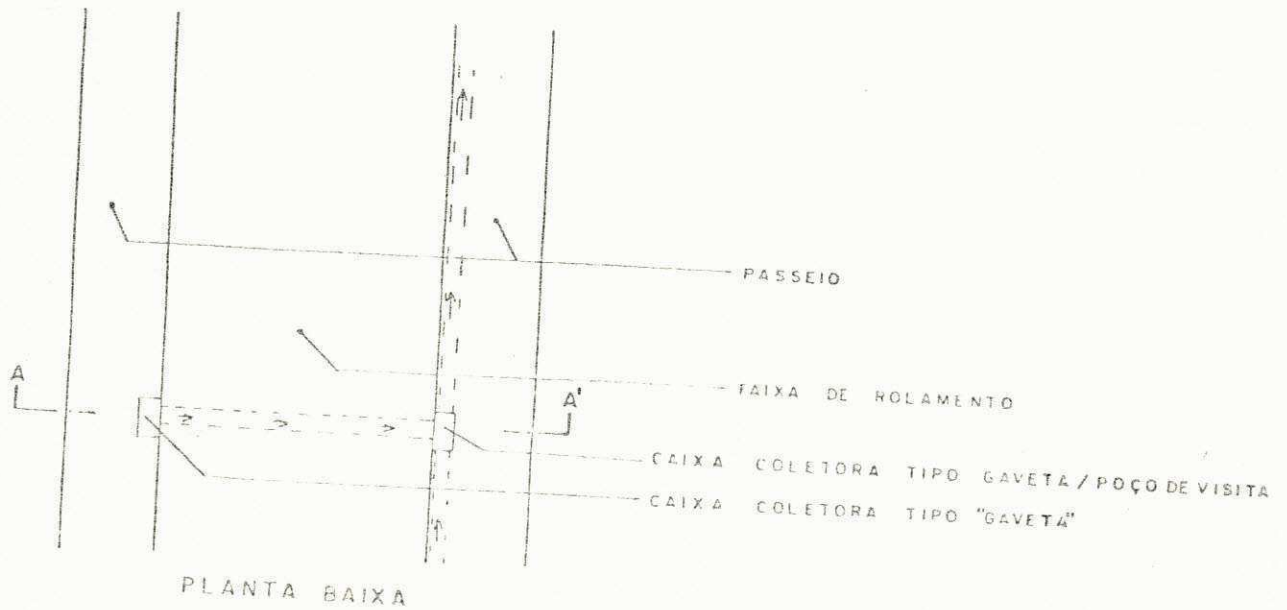 PASSEIO
FAIXA DE ROLAMENTO
A
A'
CAIXA COLETORA TIPO GAVETA / POÇO DE VISITA
CAIXA COLETORA TIPO "GAVETA"
PLANTA BAIXA